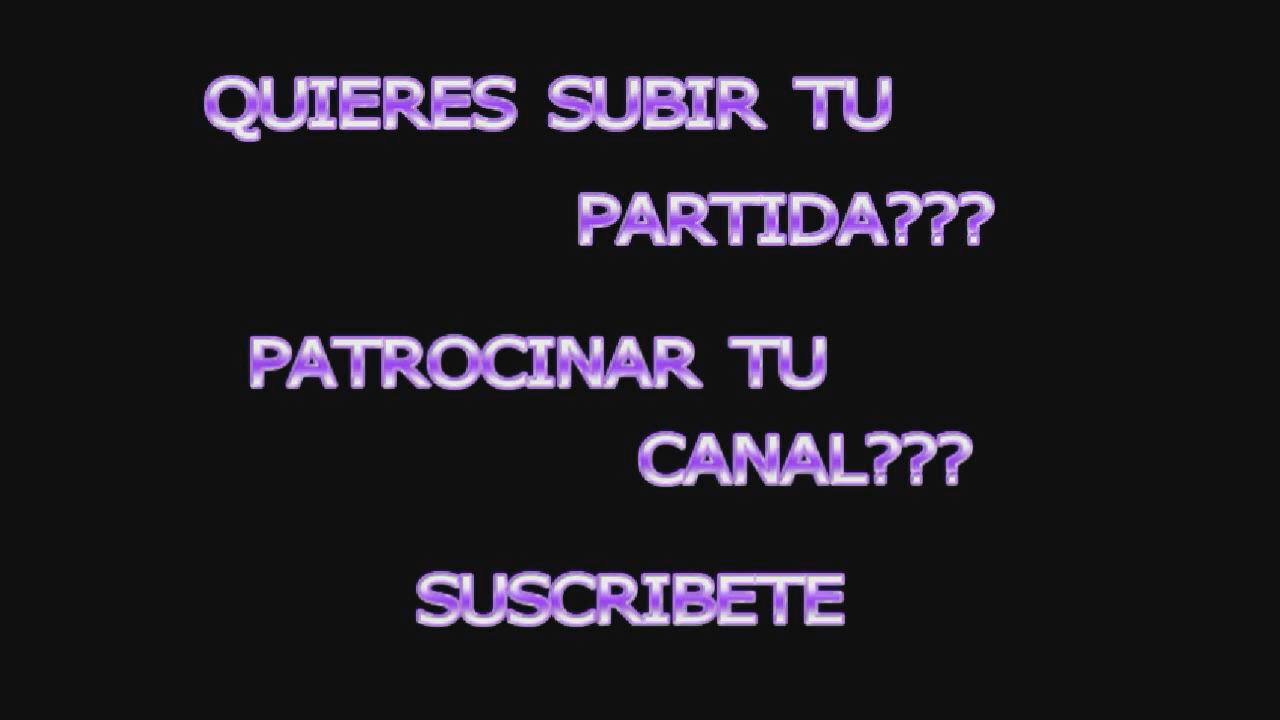 QUIERES SUBIR TU
PARTIDA???
PATROCINAR TU
CANAL???
SUSCRIBETE